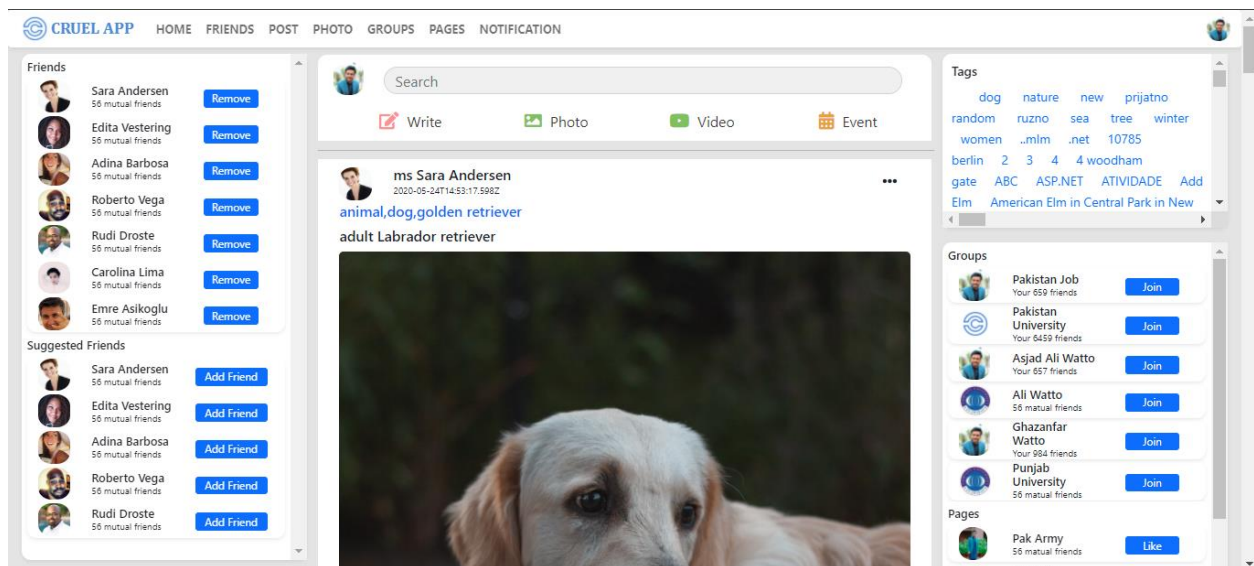 CRUEL APP HOME FRIENDS POST PHOTO GROUPS PAGES NOTIFICATION
Friends
Sara Andersen
56 mutual friends
Remove
Edita Vestering
56 mutual friends
Remove
Adina Barbosa
56 mutual friends
Remove
Roberto Vega
56 mutual friends
Remove
Rudi Droste
56 mutual friends
Remove
Carolina Lima
56 mutual friends
Remove
Emre Asikoglu
56 mutual friends
Remove
Suggested Friends
Sara Andersen
56 mutual friends
Add Friend
Edita Vestering
56 mutual friends
Add Friend
Adina Barbosa
56 mutual friends
Add Friend
Roberto Vega
56 mutual friends
Add Friend
Rudi Droste
56 mutual friends
Add Friend
Search
Write Photo Video Event
ms Sara Andersen
2020-05-24T14:53:17.598Z
animal,dog,golden retriever
adult Labrador retriever
Tags
dog nature new prijatno
random ruzno sea tree winter
women ..mlm .net 10785
berlin 2 3 4 4 woodham
gate ABC ASP.NET ATIVIDADE Add
Elm American Elm in Central Park in New
Groups
Pakistan Job
Your 659 friends
Join
Pakistan
University
Your 6459 friends
Join
Asjad Ali Watto
Your 657 friends
Join
Ali Watto
56 matual friends
Join
Ghazanfar
Watto
Your 984 friends
Join
Punjab
University
56 matual friends
Join
Pages
Pak Army
56 matual friends
Like